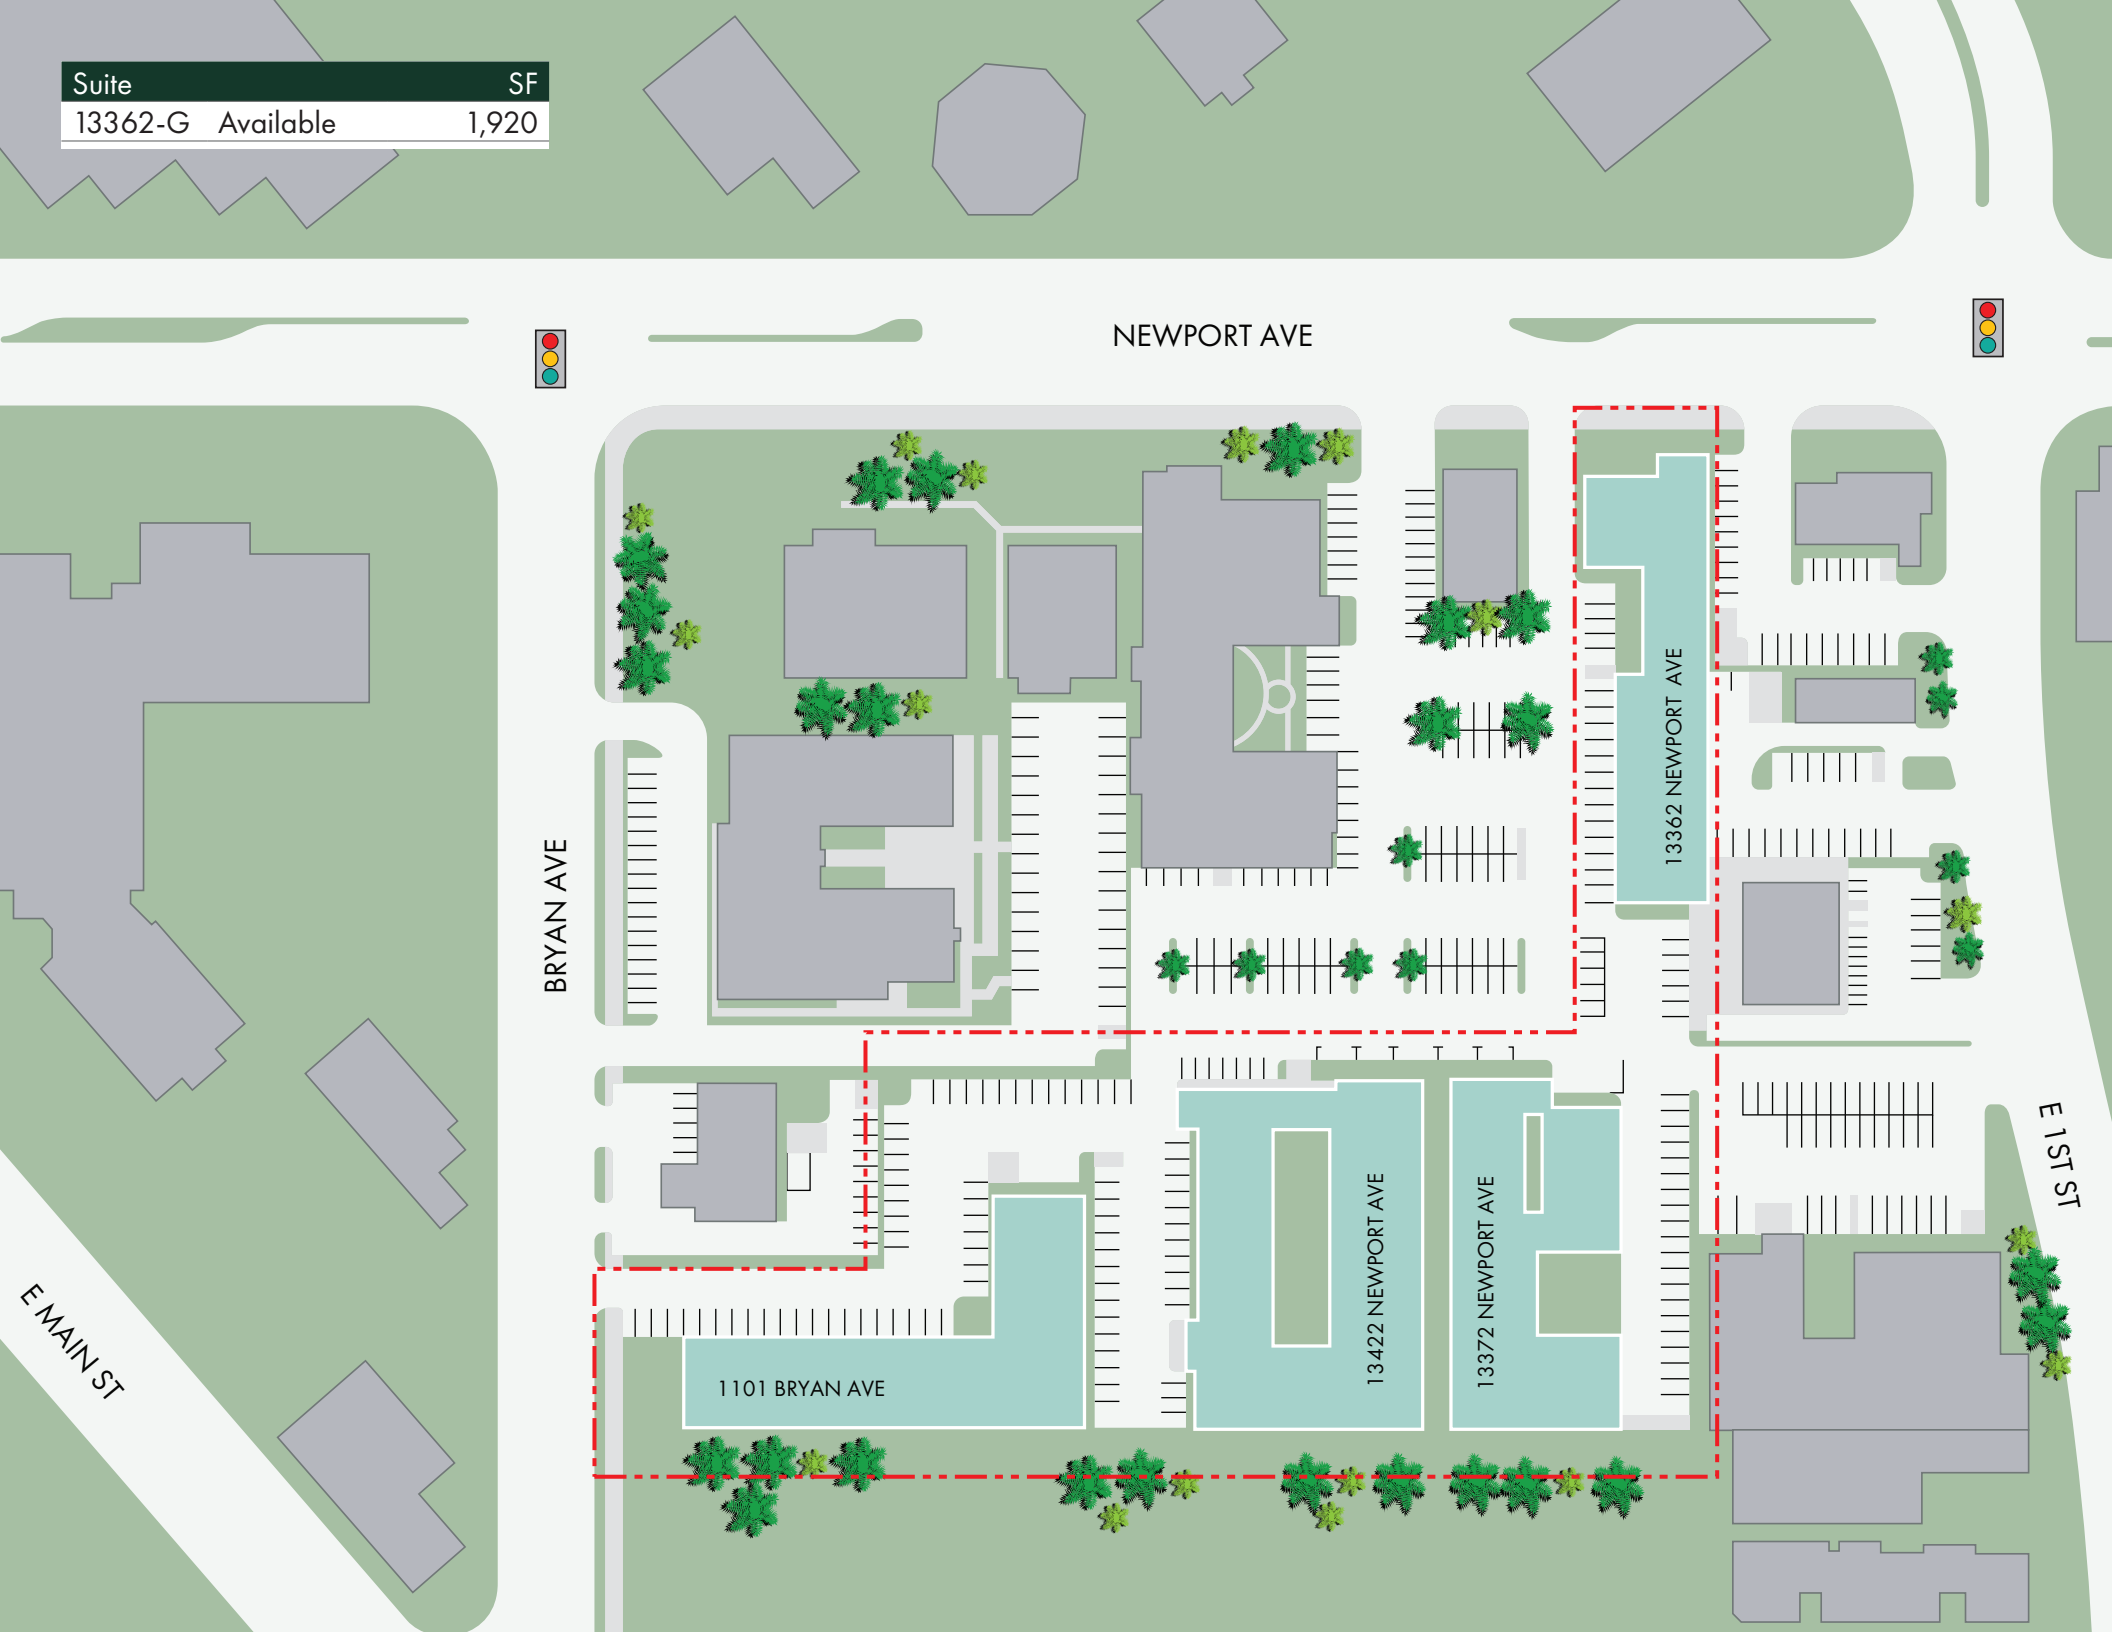 Suite SF
13362-G Available 1,920
NEWPORT AVE
BRYAN AVE
13362 NEWPORT AVE
E 1ST ST
E MAIN ST
1101 BRYAN AVE
13422 NEWPORT AVE
13372 NEWPORT AVE